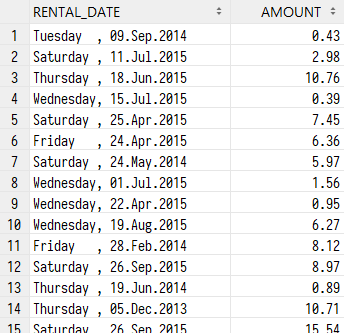 RENTAL_DATE AMOUNT
1 Tuesday  , 09.Sep.2014 0.43
2 Saturday , 11.Jul.2015 2.98
3 Thursday , 18.Jun.2015 10.76
4 Wednesday, 15.Jul.2015 0.39
5 Saturday , 25.Apr.2015 7.45
6 Friday   , 24.Apr.2015 6.36
7 Saturday , 24.May.2014 5.97
8 Wednesday, 01.Jul.2015 1.56
9 Wednesday, 22.Apr.2015 0.95
10 Wednesday, 19.Aug.2015 6.27
11 Friday   , 28.Feb.2014 8.12
12 Saturday , 26.Sep.2015 8.97
13 Thursday , 19.Jun.2014 0.89
14 Thursday , 05.Dec.2013 10.71
15 Saturday , 26.Sep.2015 15.54